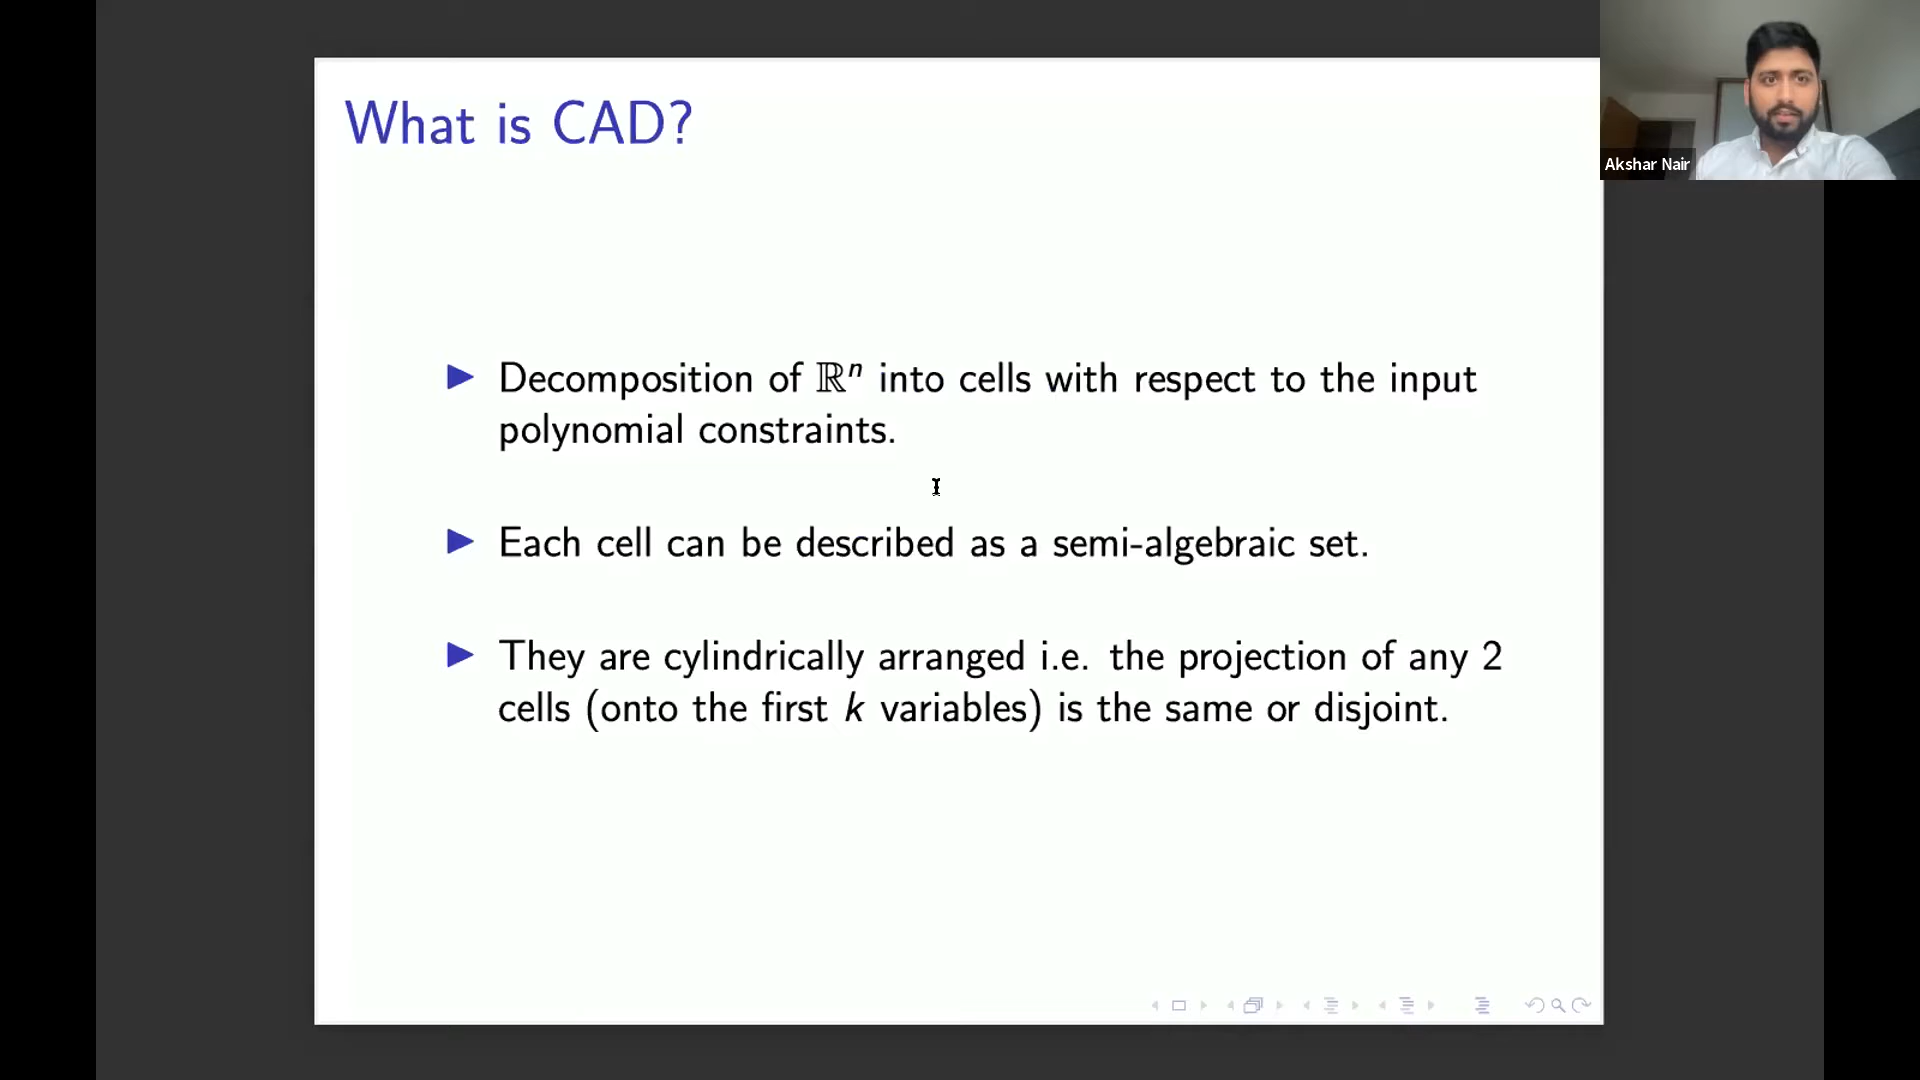 What is CAD?
Akshar Nair
▶ Decomposition of ℝⁿ into cells with respect to the input
polynomial constraints.
▶ Each cell can be described as a semi-algebraic set.
▶ They are cylindrically arranged i.e. the projection of any 2
cells (onto the first k variables) is the same or disjoint.